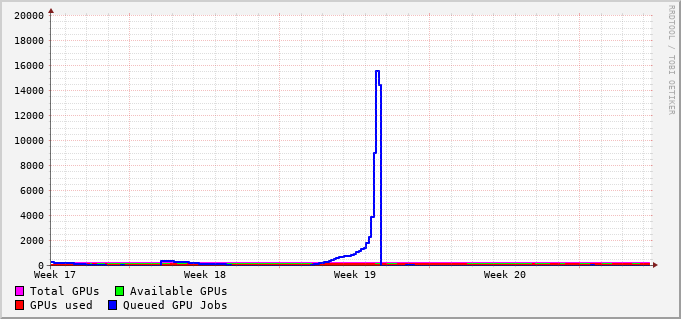 20000
18000
16000
14000
12000
10000
8000
6000
4000
2000
0
Week 17 Week 18 Week 19 Week 20
Total GPUs Available GPUs
GPUs used Queued GPU Jobs
RRDTOOL / TOBI OETIKER